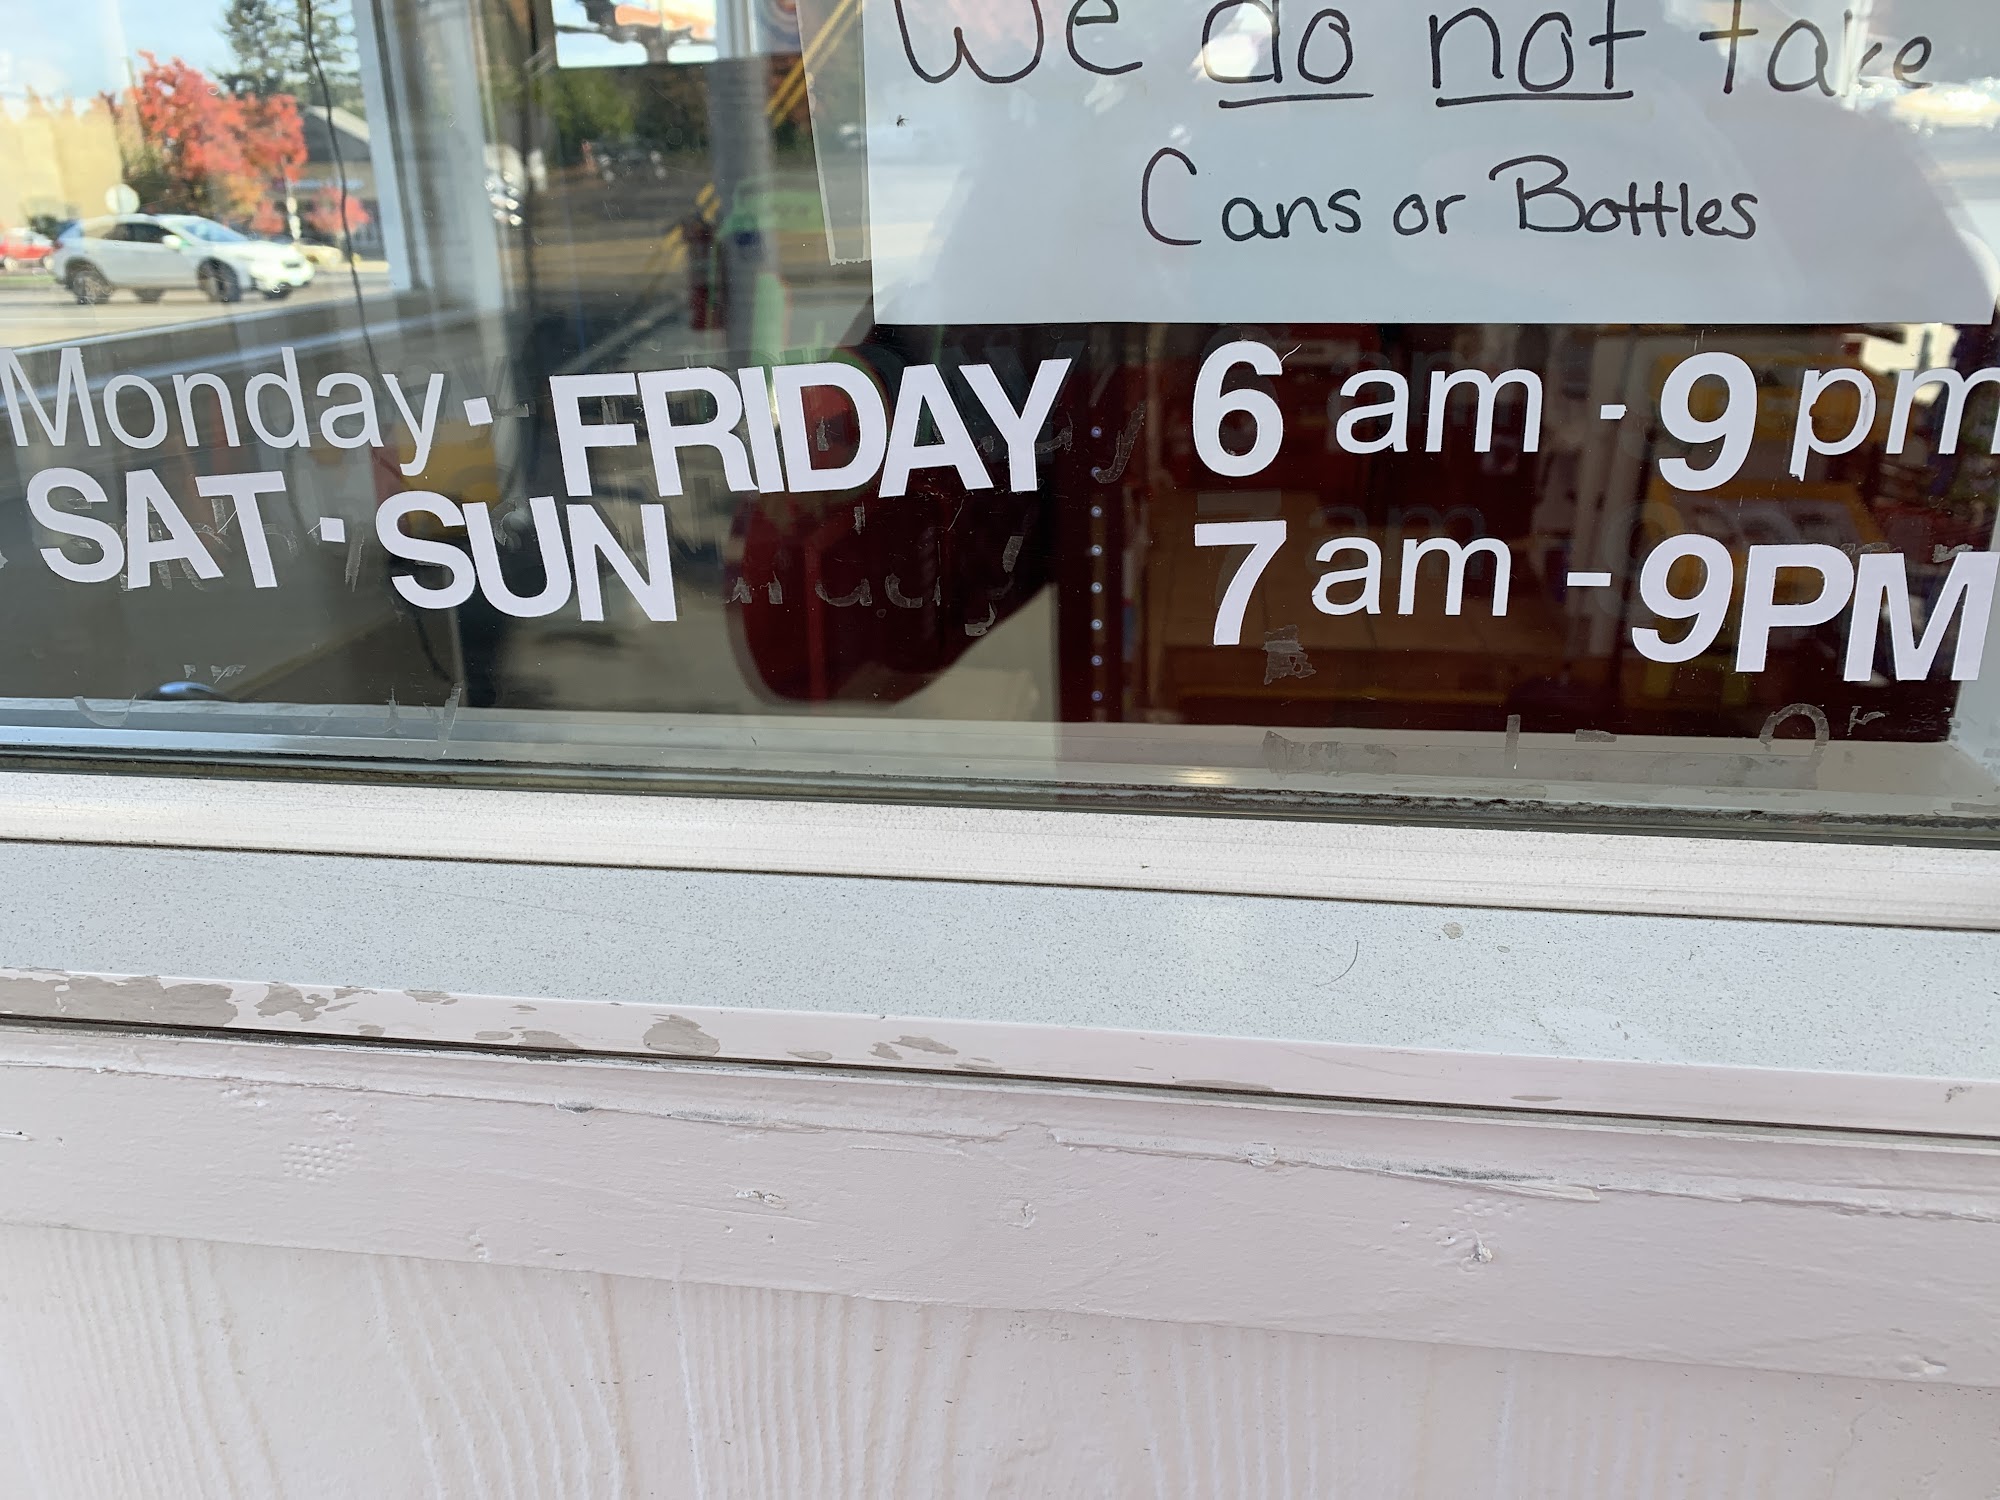 We do not take
Cans or Bottles
Monday - FRIDAY 6 am - 9 pm
SAT - SUN 7 am - 9PM